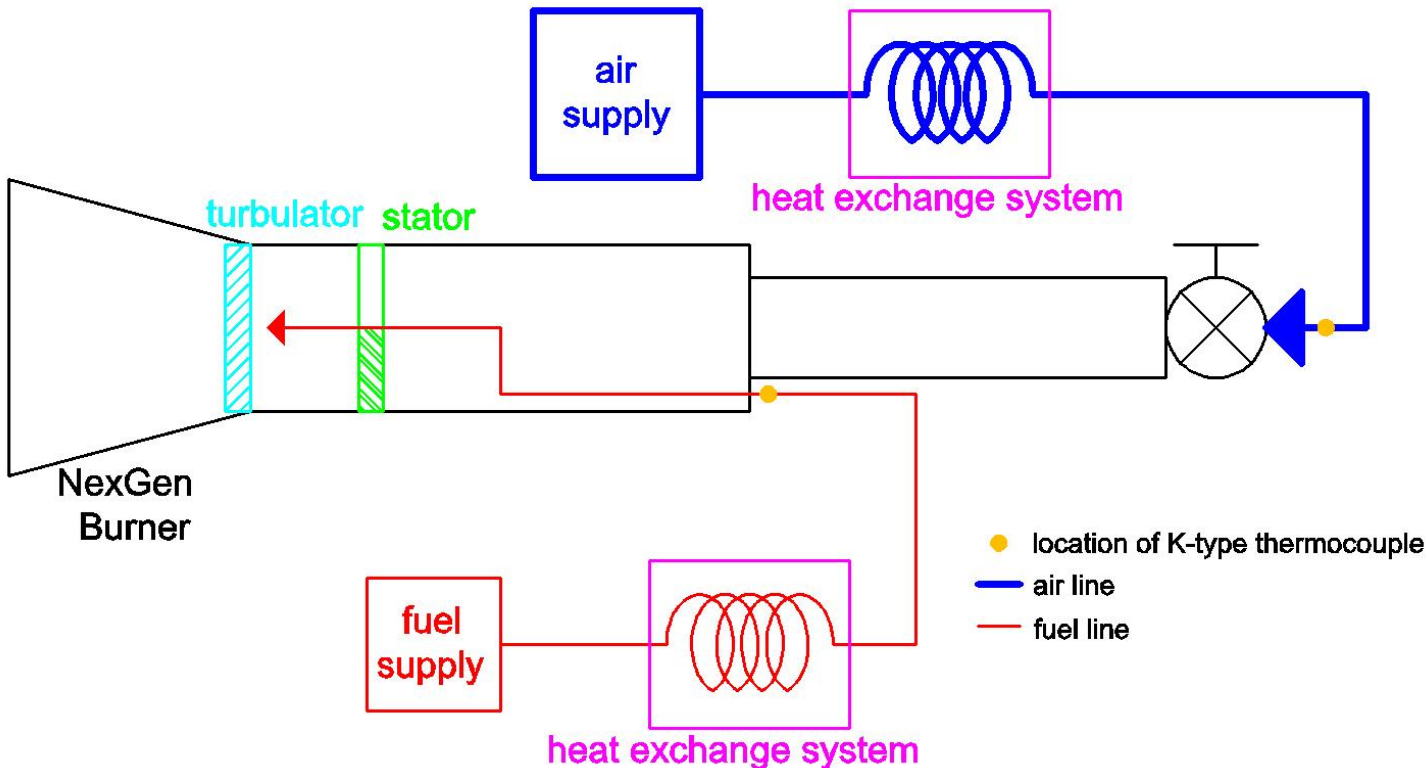 air
supply
heat exchange system
turbulator
stator
NexGen
Burner
location of K-type thermocouple
air line
fuel line
fuel
supply
heat exchange system